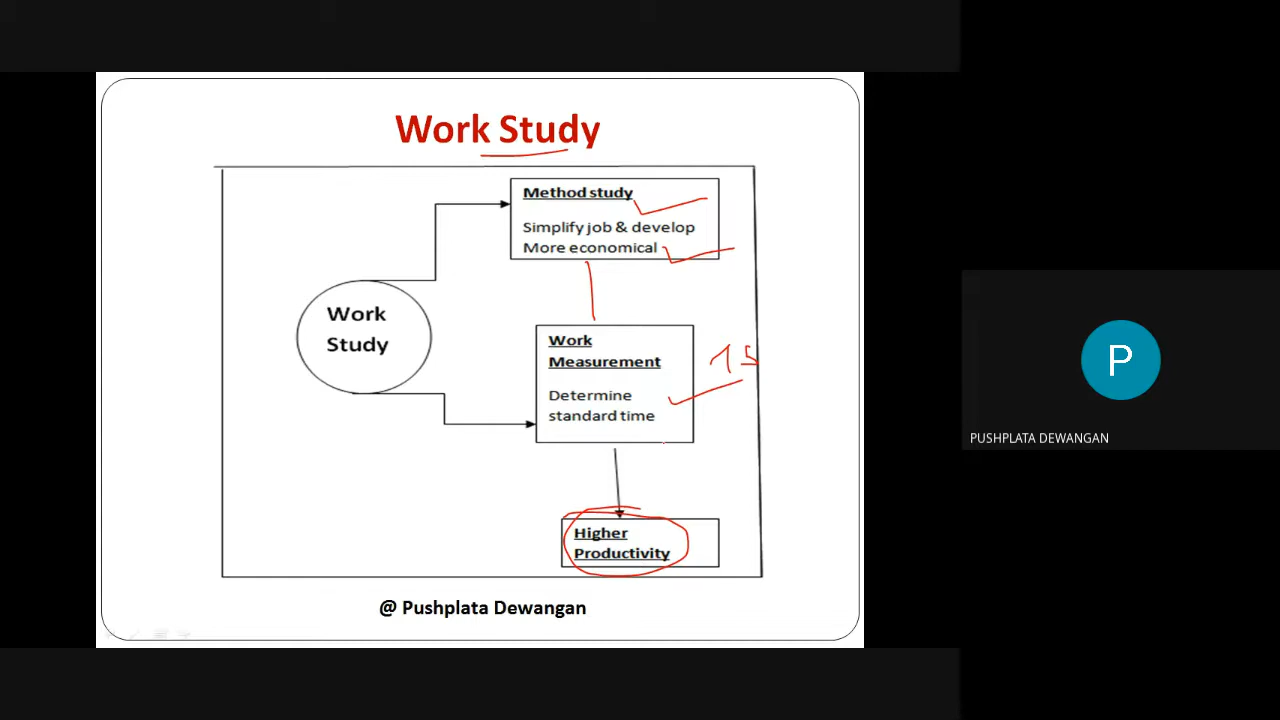 Work Study
Method study
Simplify job & develop
More economical
Work
Study
Work
Measurement
15
Determine
standard time
Higher
Productivity
@ Pushplata Dewangan
P
PUSHPLATA DEWANGAN